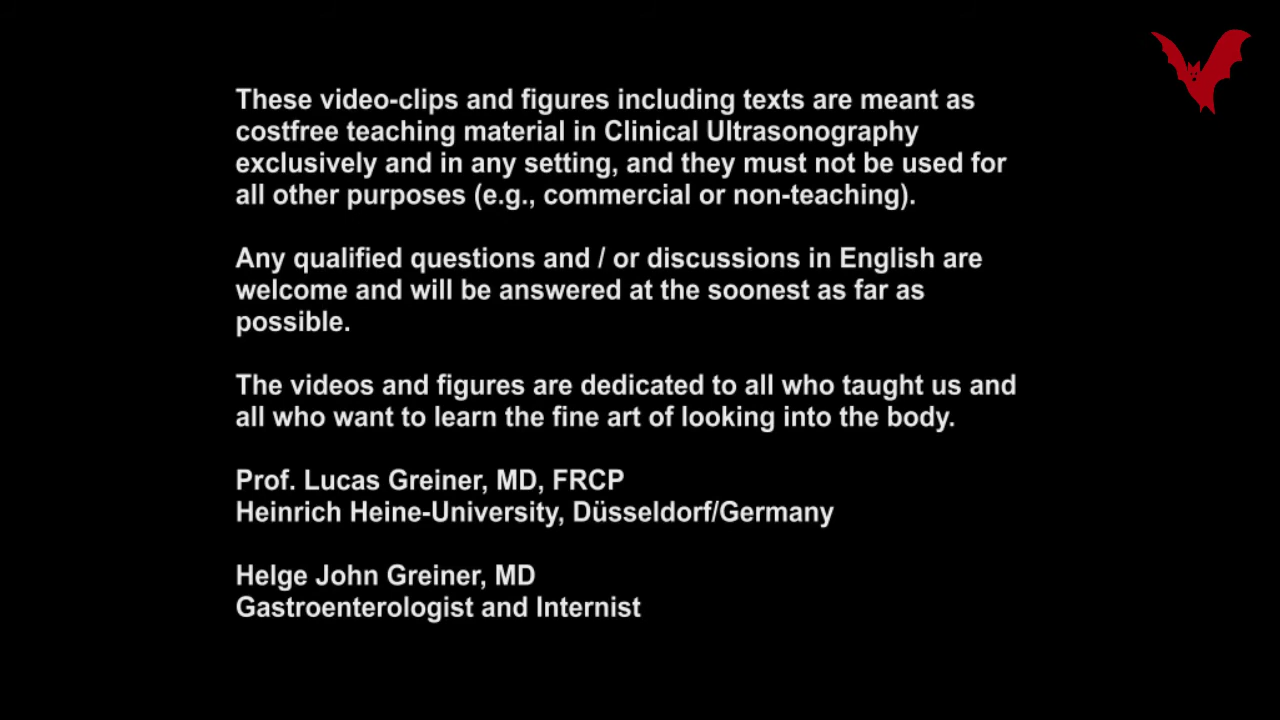 These video-clips and figures including texts are meant as
costfree teaching material in Clinical Ultrasonography
exclusively and in any setting, and they must not be used for
all other purposes (e.g., commercial or non-teaching).
Any qualified questions and / or discussions in English are
welcome and will be answered at the soonest as far as
possible.
The videos and figures are dedicated to all who taught us and
all who want to learn the fine art of looking into the body.
Prof. Lucas Greiner, MD, FRCP
Heinrich Heine-University, Düsseldorf/Germany
Helge John Greiner, MD
Gastroenterologist and Internist